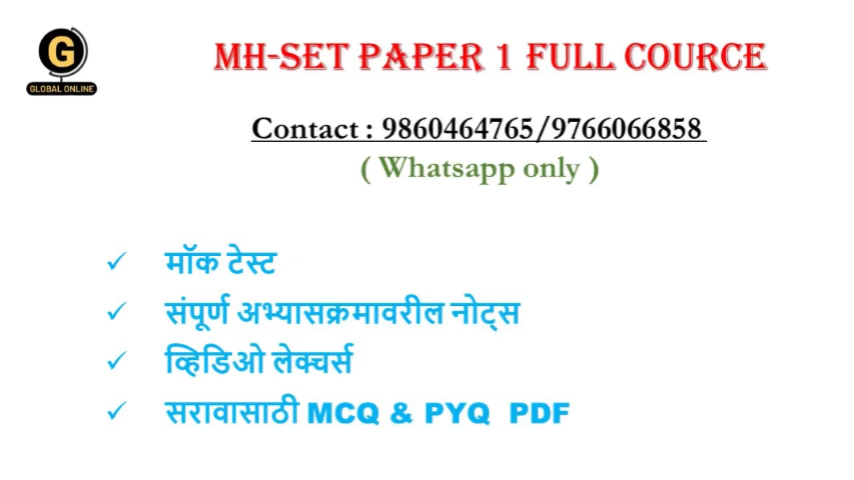 G
GLOBAL ONLINE
MH-SET PAPER 1 FULL COURCE
Contact : 9860464765/9766066858
( Whatsapp only )
✓ मॉक टेस्ट
✓ संपूर्ण अभ्यासक्रमावरील नोट्स
✓ व्हिडिओ लेक्चर्स
✓ सरावासाठी MCQ & PYQ PDF